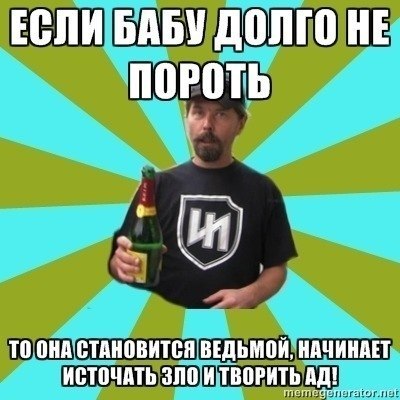 ЕСЛИ БАБУ ДОЛГО НЕ
ПОРОТЬ
ТО ОНА СТАНОВИТСЯ ВЕДЬМОЙ, НАЧИНАЕТ
ИСТОЧАТЬ ЗЛО И ТВОРИТЬ АД!
memegenerator.net